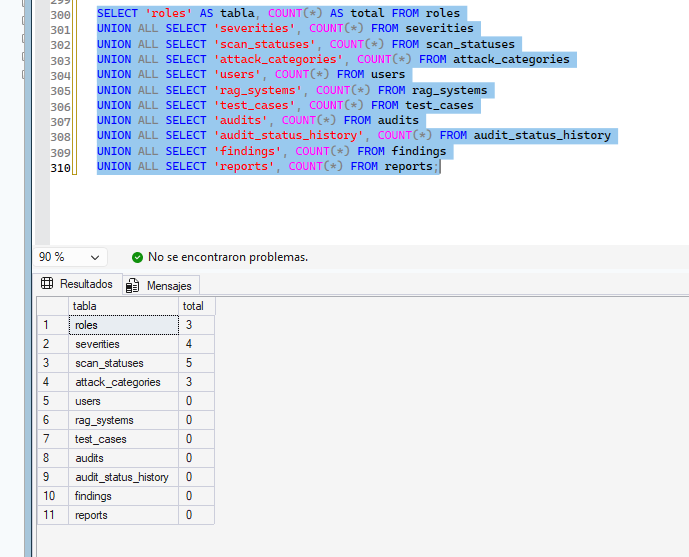 299
300 SELECT 'roles' AS tabla, COUNT(*) AS total FROM roles
301 UNION ALL SELECT 'severities', COUNT(*) FROM severities
302 UNION ALL SELECT 'scan_statuses', COUNT(*) FROM scan_statuses
303 UNION ALL SELECT 'attack_categories', COUNT(*) FROM attack_categories
304 UNION ALL SELECT 'users', COUNT(*) FROM users
305 UNION ALL SELECT 'rag_systems', COUNT(*) FROM rag_systems
306 UNION ALL SELECT 'test_cases', COUNT(*) FROM test_cases
307 UNION ALL SELECT 'audits', COUNT(*) FROM audits
308 UNION ALL SELECT 'audit_status_history', COUNT(*) FROM audit_status_history
309 UNION ALL SELECT 'findings', COUNT(*) FROM findings
310 UNION ALL SELECT 'reports', COUNT(*) FROM reports;
90 % No se encontraron problemas.
Resultados Mensajes
tabla total
1 roles 3
2 severities 4
3 scan_statuses 5
4 attack_categories 3
5 users 0
6 rag_systems 0
7 test_cases 0
8 audits 0
9 audit_status_history 0
10 findings 0
11 reports 0